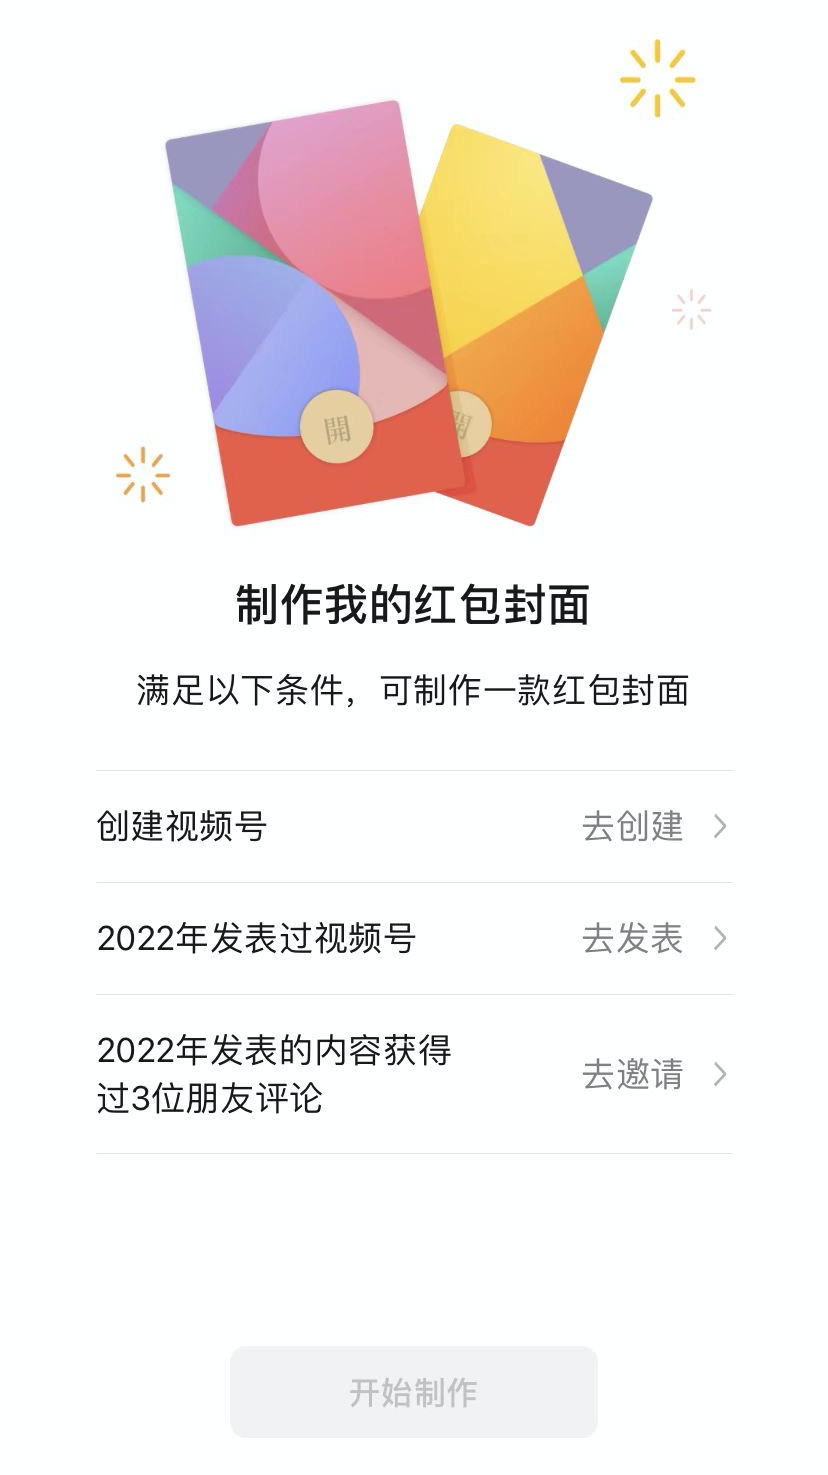 開
開
制作我的红包封面
满足以下条件，可制作一款红包封面
创建视频号 去创建
2022年发表过视频号 去发表
2022年发表的内容获得
过3位朋友评论 去邀请
开始制作